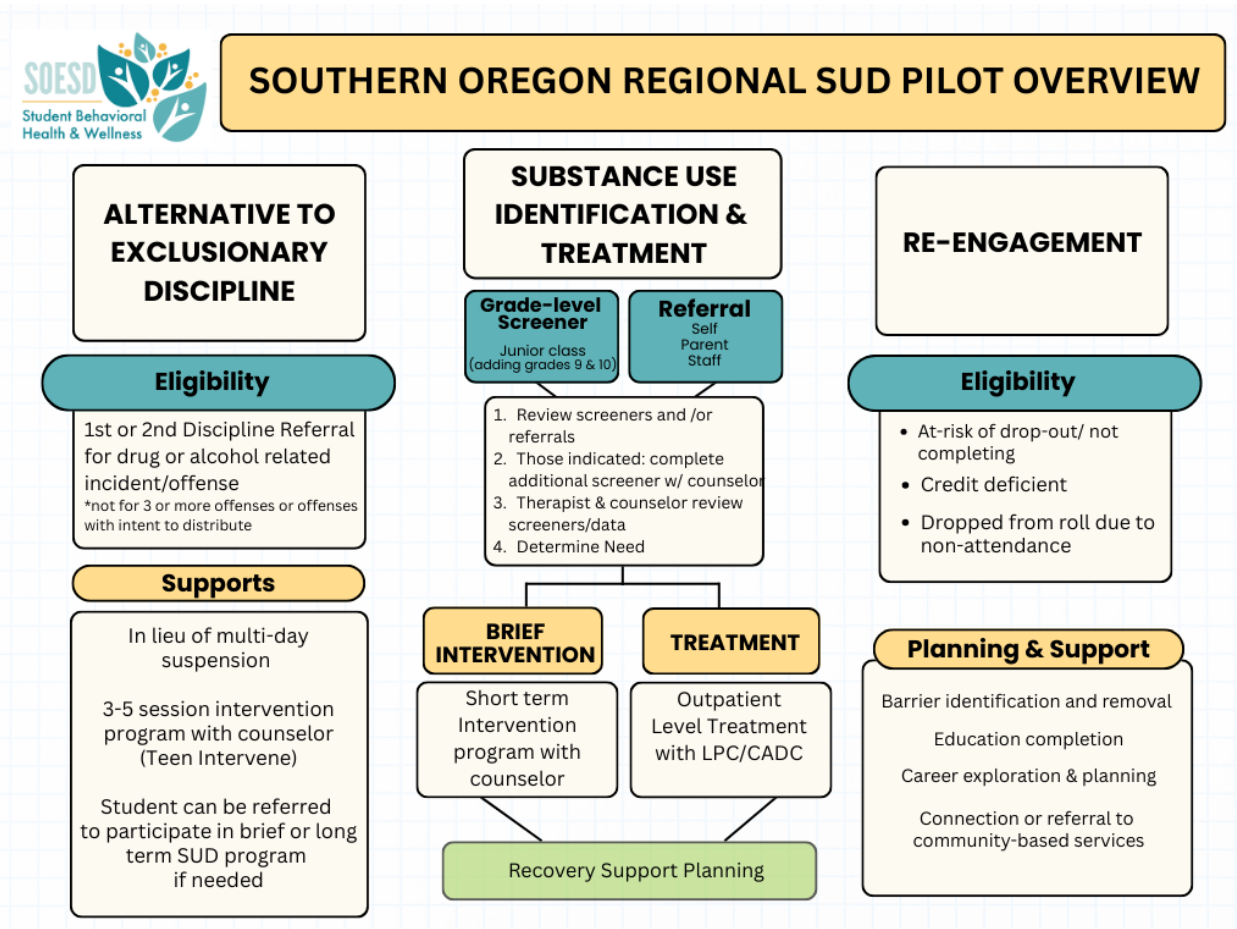 SOESD
Student Behavioral
Health & Wellness
SOUTHERN OREGON REGIONAL SUD PILOT OVERVIEW
ALTERNATIVE TO
EXCLUSIONARY
DISCIPLINE
Eligibility
1st or 2nd Discipline Referral
for drug or alcohol related
incident/offense
*not for 3 or more offenses or offenses
with intent to distribute
Supports
In lieu of multi-day
suspension
3-5 session intervention
program with counselor
(Teen Intervene)
Student can be referred
to participate in brief or long
term SUD program
if needed
SUBSTANCE USE
IDENTIFICATION &
TREATMENT
Grade-level
Screener
Junior class
(adding grades 9 & 10)
Referral
Self
Parent
Staff
1. Review screeners and /or
referrals
2. Those indicated: complete
additional screener w/ counselor
3. Therapist & counselor review
screeners/data
4. Determine Need
BRIEF
INTERVENTION
Short term
Intervention
program with
counselor
TREATMENT
Outpatient
Level Treatment
with LPC/CADC
Recovery Support Planning
RE-ENGAGEMENT
Eligibility
• At-risk of drop-out/ not
completing
• Credit deficient
• Dropped from roll due to
non-attendance
Planning & Support
Barrier identification and removal
Education completion
Career exploration & planning
Connection or referral to
community-based services